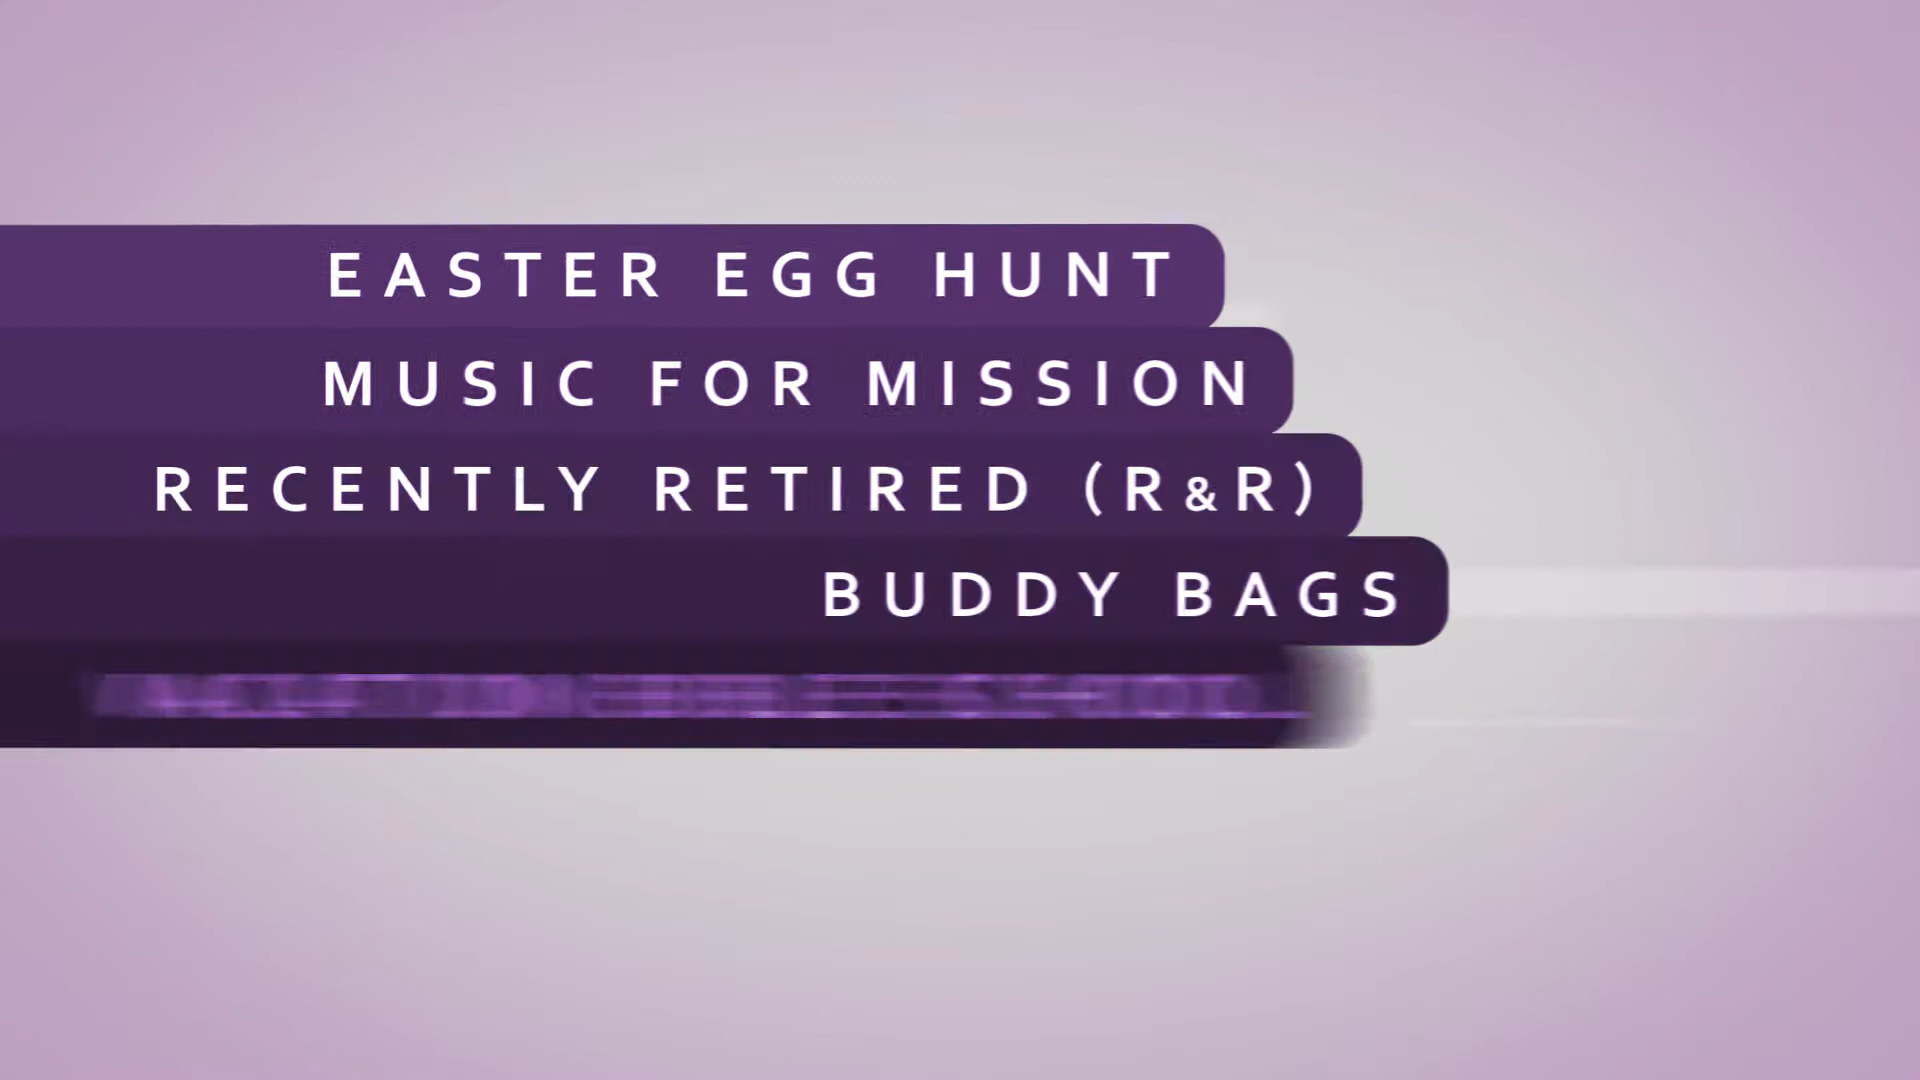 EASTER EGG HUNT
MUSIC FOR MISSION
RECENTLY RETIRED (R&R)
BUDDY BAGS